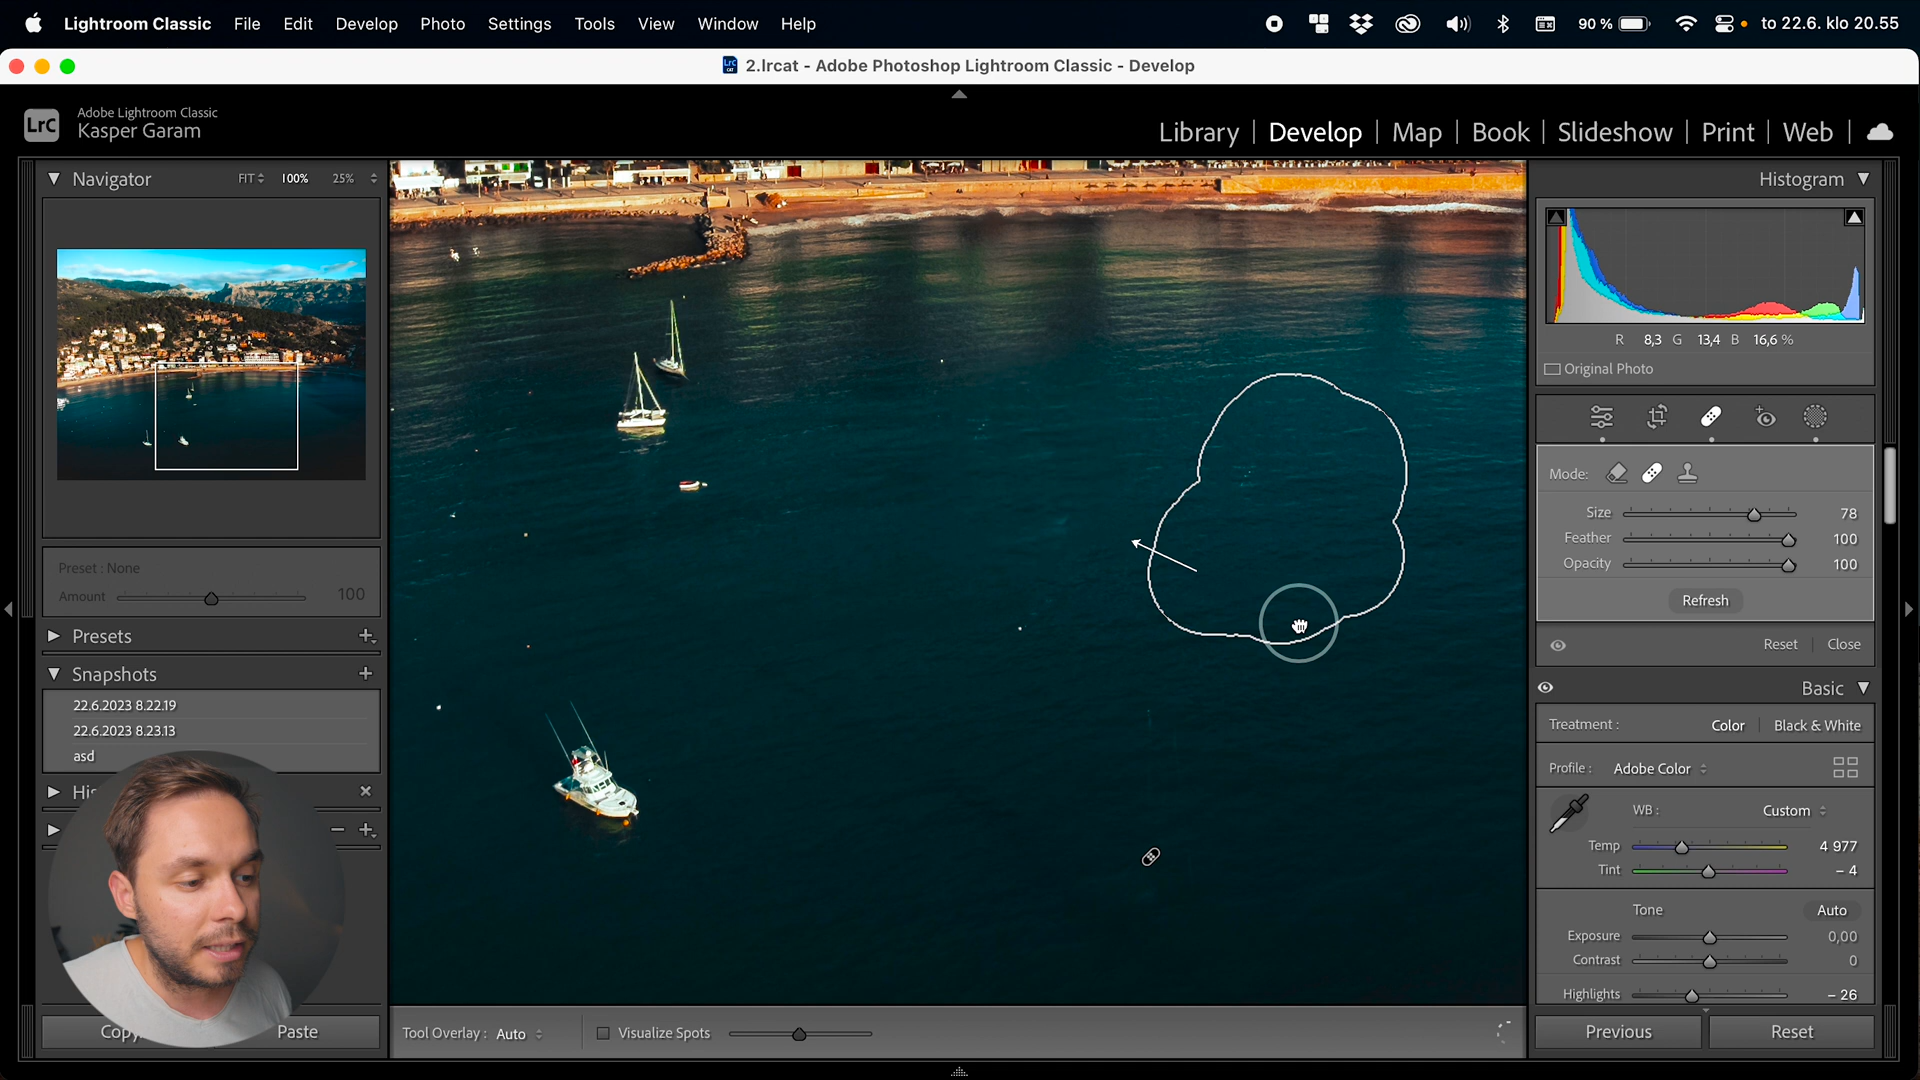 Lightroom Classic File Edit Develop Photo Settings Tools View Window Help 90 % to 22.6. klo 20.55
LrC CAT 2.lrcat - Adobe Photoshop Lightroom Classic - Develop
LrC
Adobe Lightroom Classic
Kasper Garam
Library Develop Map Book Slideshow Print Web
Navigator FIT 100% 25%
Preset : None
Amount 100
Presets
Snapshots
22.6.2023 8.22.19
22.6.2023 8.23.13
asd
His
Copy Paste
Tool Overlay : Auto Visualize Spots
Histogram
R 8,3 G 13,4 B 16,6 %
Original Photo
Mode:
Size 78
Feather 100
Opacity 100
Refresh
Reset Close
Basic
Treatment : Color Black & White
Profile : Adobe Color
WB : Custom
Temp 4 977
Tint – 4
Tone Auto
Exposure 0,00
Contrast 0
Highlights – 26
Previous Reset